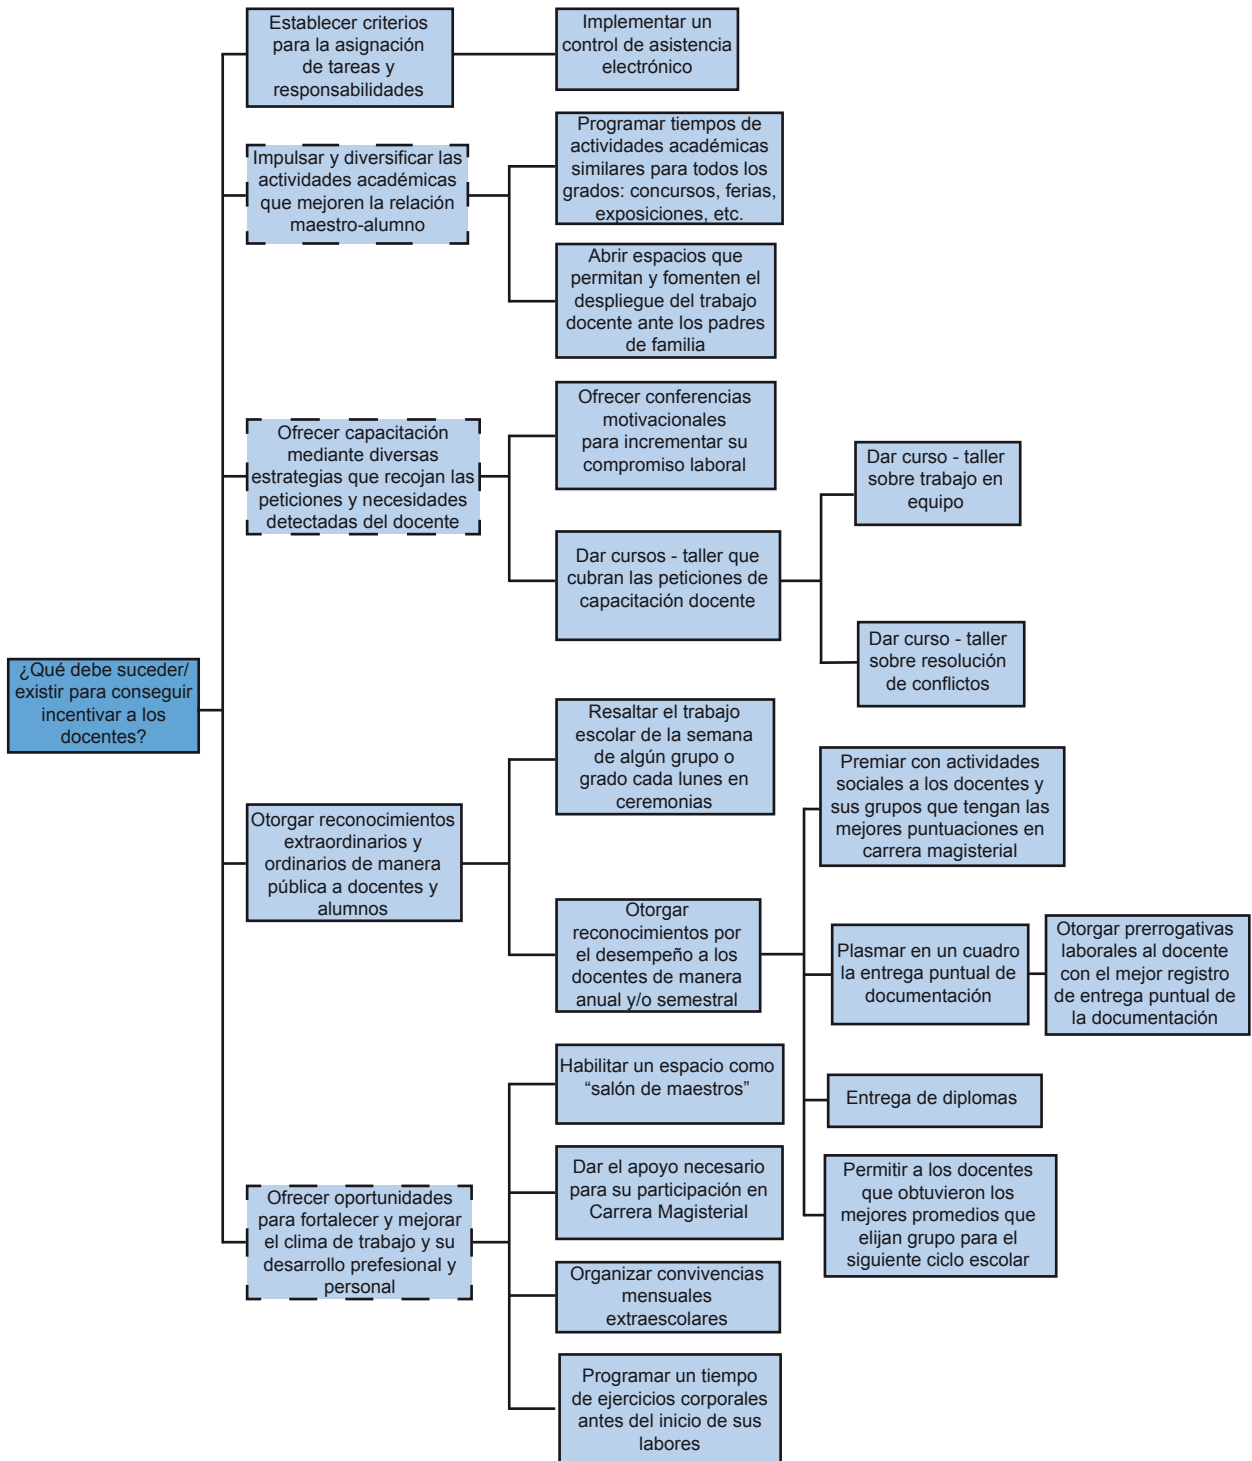 Establecer criterios
para la asignación
de tareas y
responsabilidades
Implementar un
control de asistencia
electrónico
Impulsar y diversificar las
actividades académicas
que mejoren la relación
maestro-alumno
Programar tiempos de
actividades académicas
similares para todos los
grados: concursos, ferias,
exposiciones, etc.
Abrir espacios que
permitan y fomenten el
despliegue del trabajo
docente ante los padres
de familia
Ofrecer capacitación
mediante diversas
estrategias que recojan las
peticiones y necesidades
detectadas del docente
Ofrecer conferencias
motivacionales
para incrementar su
compromiso laboral
Dar cursos - taller que
cubran las peticiones de
capacitación docente
Dar curso - taller
sobre trabajo en
equipo
Dar curso - taller
sobre resolución
de conflictos
¿Qué debe suceder/
existir para conseguir
incentivar a los
docentes?
Otorgar reconocimientos
extraordinarios y
ordinarios de manera
pública a docentes y
alumnos
Resaltar el trabajo
escolar de la semana
de algún grupo o
grado cada lunes en
ceremonias
Otorgar
reconocimientos por
el desempeño a los
docentes de manera
anual y/o semestral
Premiar con actividades
sociales a los docentes y
sus grupos que tengan las
mejores puntuaciones en
carrera magisterial
Plasmar en un cuadro
la entrega puntual de
documentación
Otorgar prerrogativas
laborales al docente
con el mejor registro
de entrega puntual de
la documentación
Entrega de diplomas
Permitir a los docentes
que obtuvieron los
mejores promedios que
elijan grupo para el
siguiente ciclo escolar
Ofrecer oportunidades
para fortalecer y mejorar
el clima de trabajo y su
desarrollo prefesional y
personal
Habilitar un espacio como
“salón de maestros”
Dar el apoyo necesario
para su participación en
Carrera Magisterial
Organizar convivencias
mensuales
extraescolares
Programar un tiempo
de ejercicios corporales
antes del inicio de sus
labores